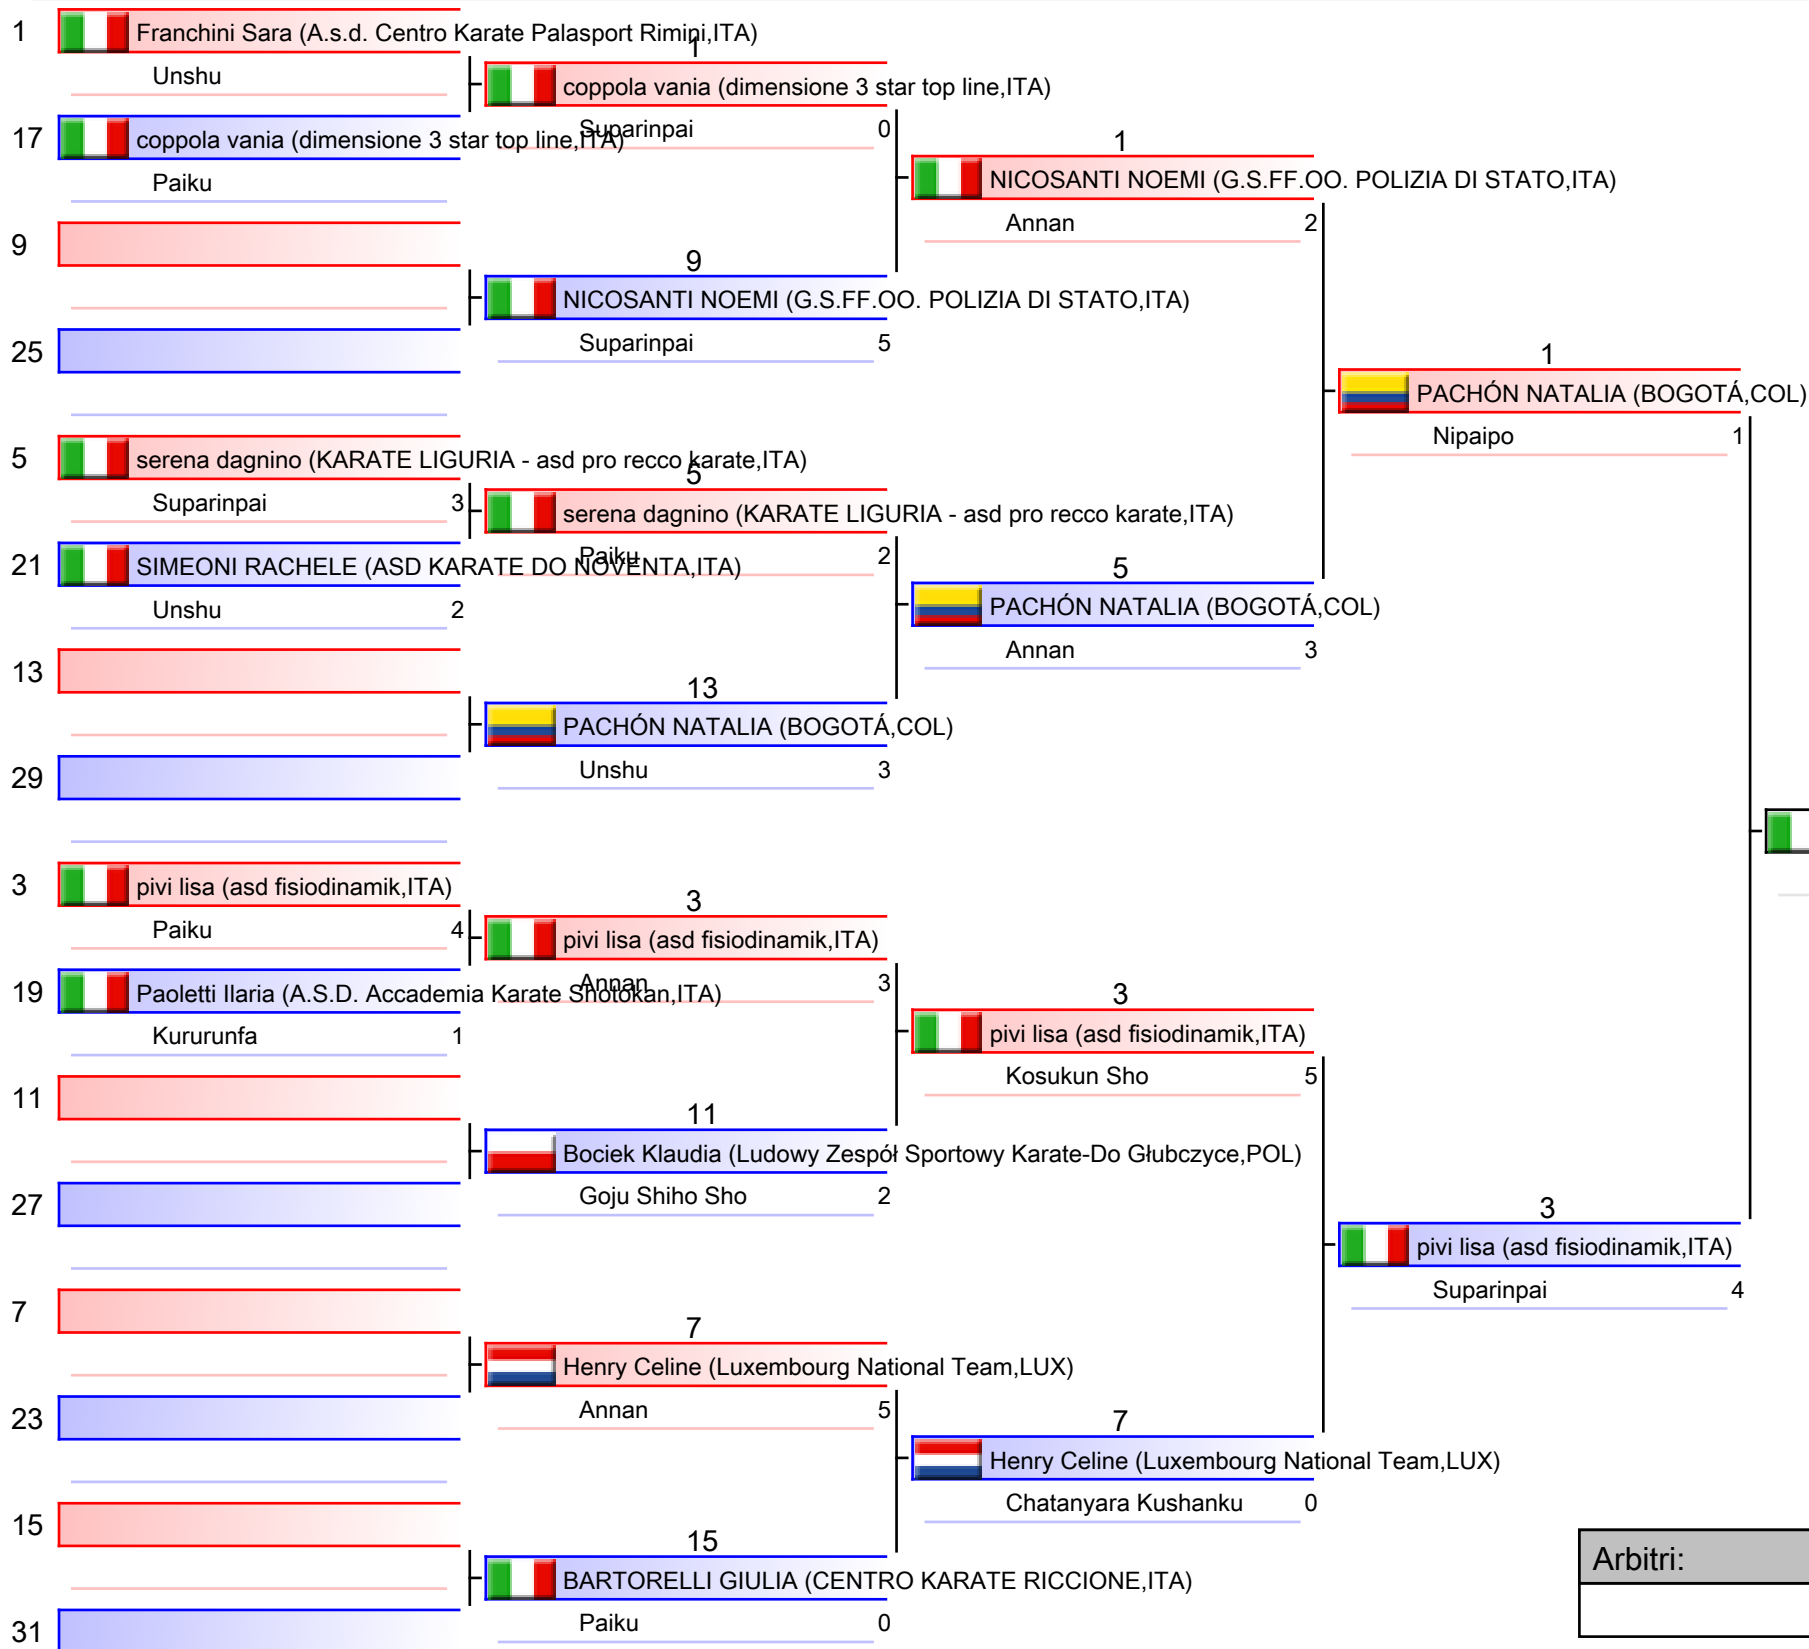 1 Franchini Sara (A.s.d. Centro Karate Palasport Rimini,ITA)
Unshu
17 coppola vania (dimensione 3 star top line,ITA)
Paiku
9
25
5 serena dagnino (KARATE LIGURIA - asd pro recco karate,ITA)
Suparinpai 3
21 SIMEONI RACHELE (ASD KARATE DO NOVENTA,ITA)
Unshu 2
13
29
3 pivi lisa (asd fisiodinamik,ITA)
Paiku 4
19 Paoletti Ilaria (A.S.D. Accademia Karate Shotokan,ITA)
Kururunfa 1
11
27
7
23
15
31
1
coppola vania (dimensione 3 star top line,ITA)
Suparinpai 0
9
NICOSANTI NOEMI (G.S.FF.OO. POLIZIA DI STATO,ITA)
Suparinpai 5
5
serena dagnino (KARATE LIGURIA - asd pro recco karate,ITA)
Paiku 2
13
PACHÓN NATALIA (BOGOTÁ,COL)
Unshu 3
3
pivi lisa (asd fisiodinamik,ITA)
Annan 3
11
Bociek Klaudia (Ludowy Zespół Sportowy Karate-Do Głubczyce,POL)
Goju Shiho Sho 2
7
Henry Celine (Luxembourg National Team,LUX)
Annan 5
15
BARTORELLI GIULIA (CENTRO KARATE RICCIONE,ITA)
Paiku 0
1
NICOSANTI NOEMI (G.S.FF.OO. POLIZIA DI STATO,ITA)
Annan 2
5
PACHÓN NATALIA (BOGOTÁ,COL)
Annan 3
3
pivi lisa (asd fisiodinamik,ITA)
Kosukun Sho 5
7
Henry Celine (Luxembourg National Team,LUX)
Chatanyara Kushanku 0
1
PACHÓN NATALIA (BOGOTÁ,COL)
Nipaipo 1
3
pivi lisa (asd fisiodinamik,ITA)
Suparinpai 4
Arbitri: